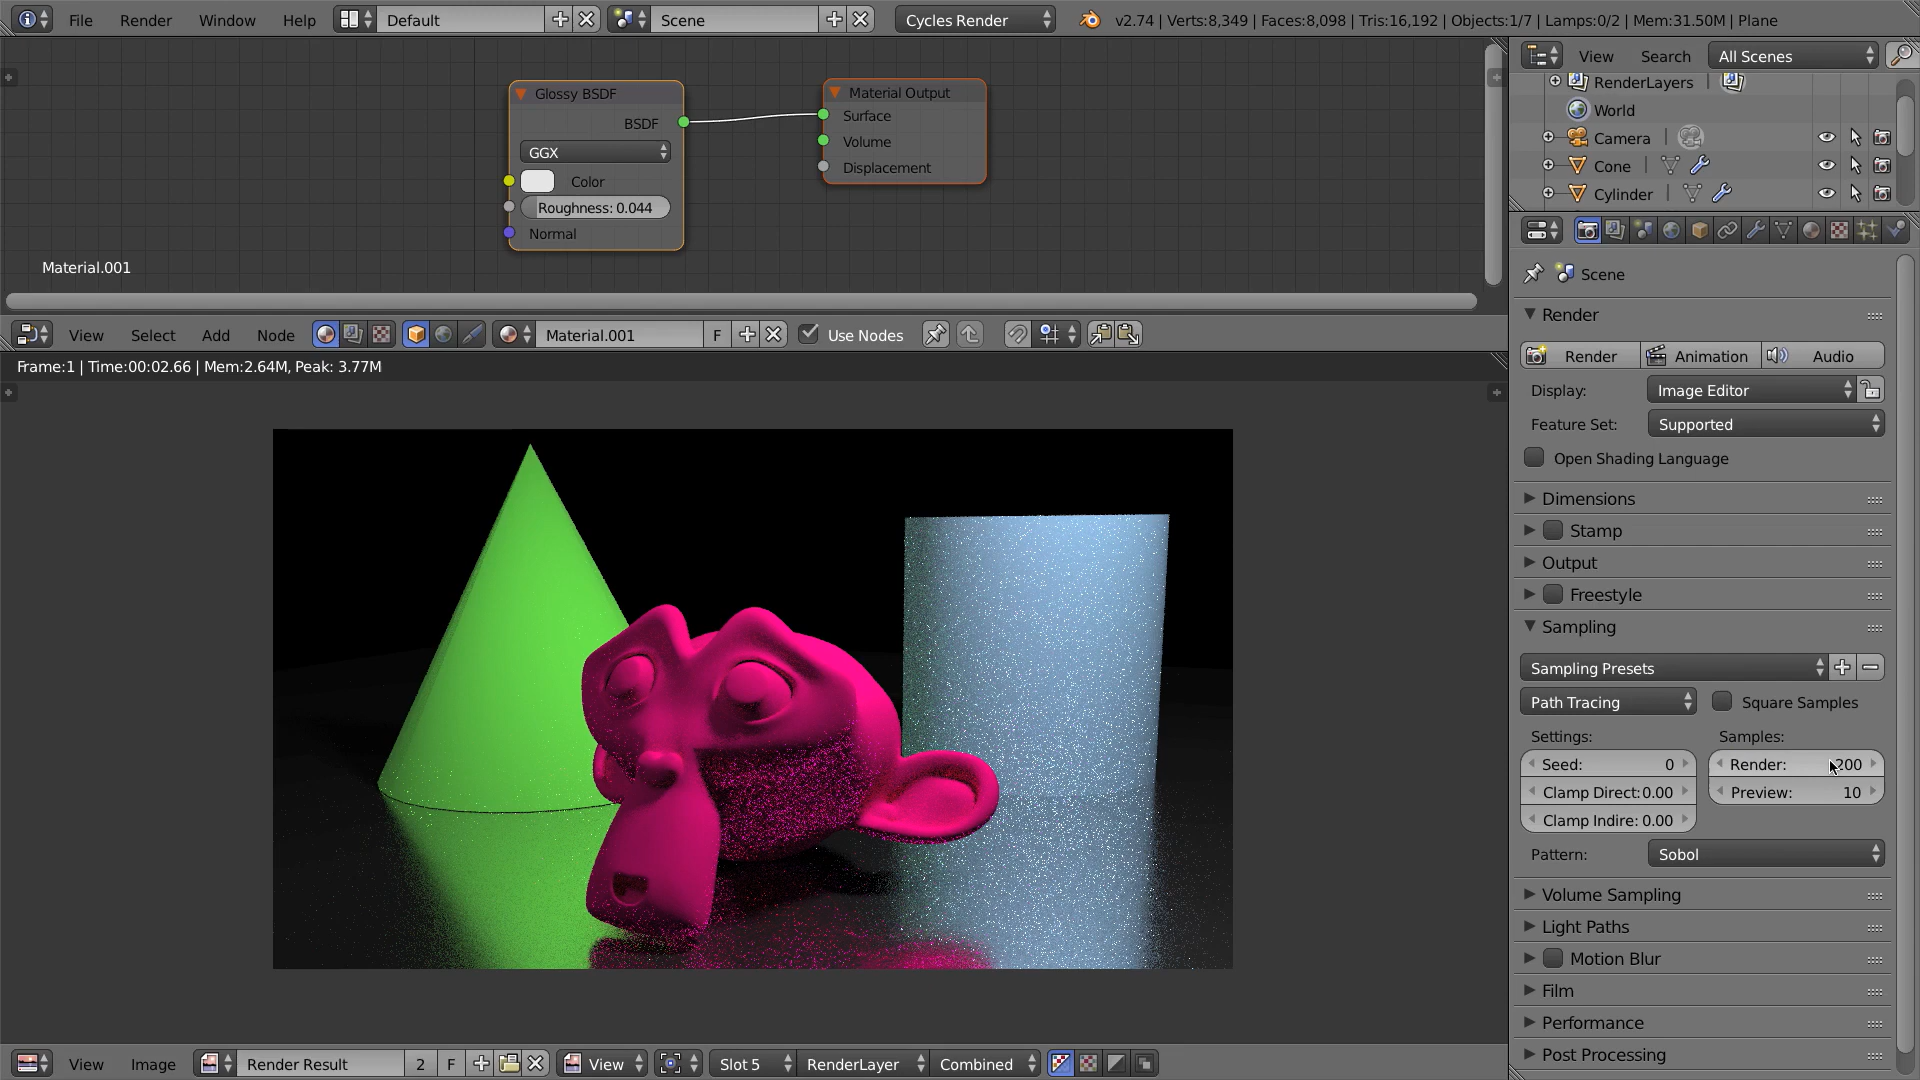 File Render Window Help Default Scene Cycles Render v2.74 | Verts:8,349 | Faces:8,098 | Tris:16,192 | Objects:1/7 | Lamps:0/2 | Mem:31.50M | Plane
Glossy BSDF
BSDF
GGX
Color
Roughness: 0.044
Normal
Material Output
Surface
Volume
Displacement
Material.001
View Select Add Node Material.001 F Use Nodes
Frame:1 | Time:00:02.66 | Mem:2.64M, Peak: 3.77M
View Image Render Result 2 F View Slot 5 RenderLayer Combined
View Search All Scenes
RenderLayers |
World
Camera |
Cone |
Cylinder |
Scene
Render
Render Animation Audio
Display: Image Editor
Feature Set: Supported
Open Shading Language
Dimensions
Stamp
Output
Freestyle
Sampling
Sampling Presets
Path Tracing Square Samples
Settings: Samples:
Seed: 0 Render: 200
Clamp Direct: 0.00 Preview: 10
Clamp Indire: 0.00
Pattern: Sobol
Volume Sampling
Light Paths
Motion Blur
Film
Performance
Post Processing